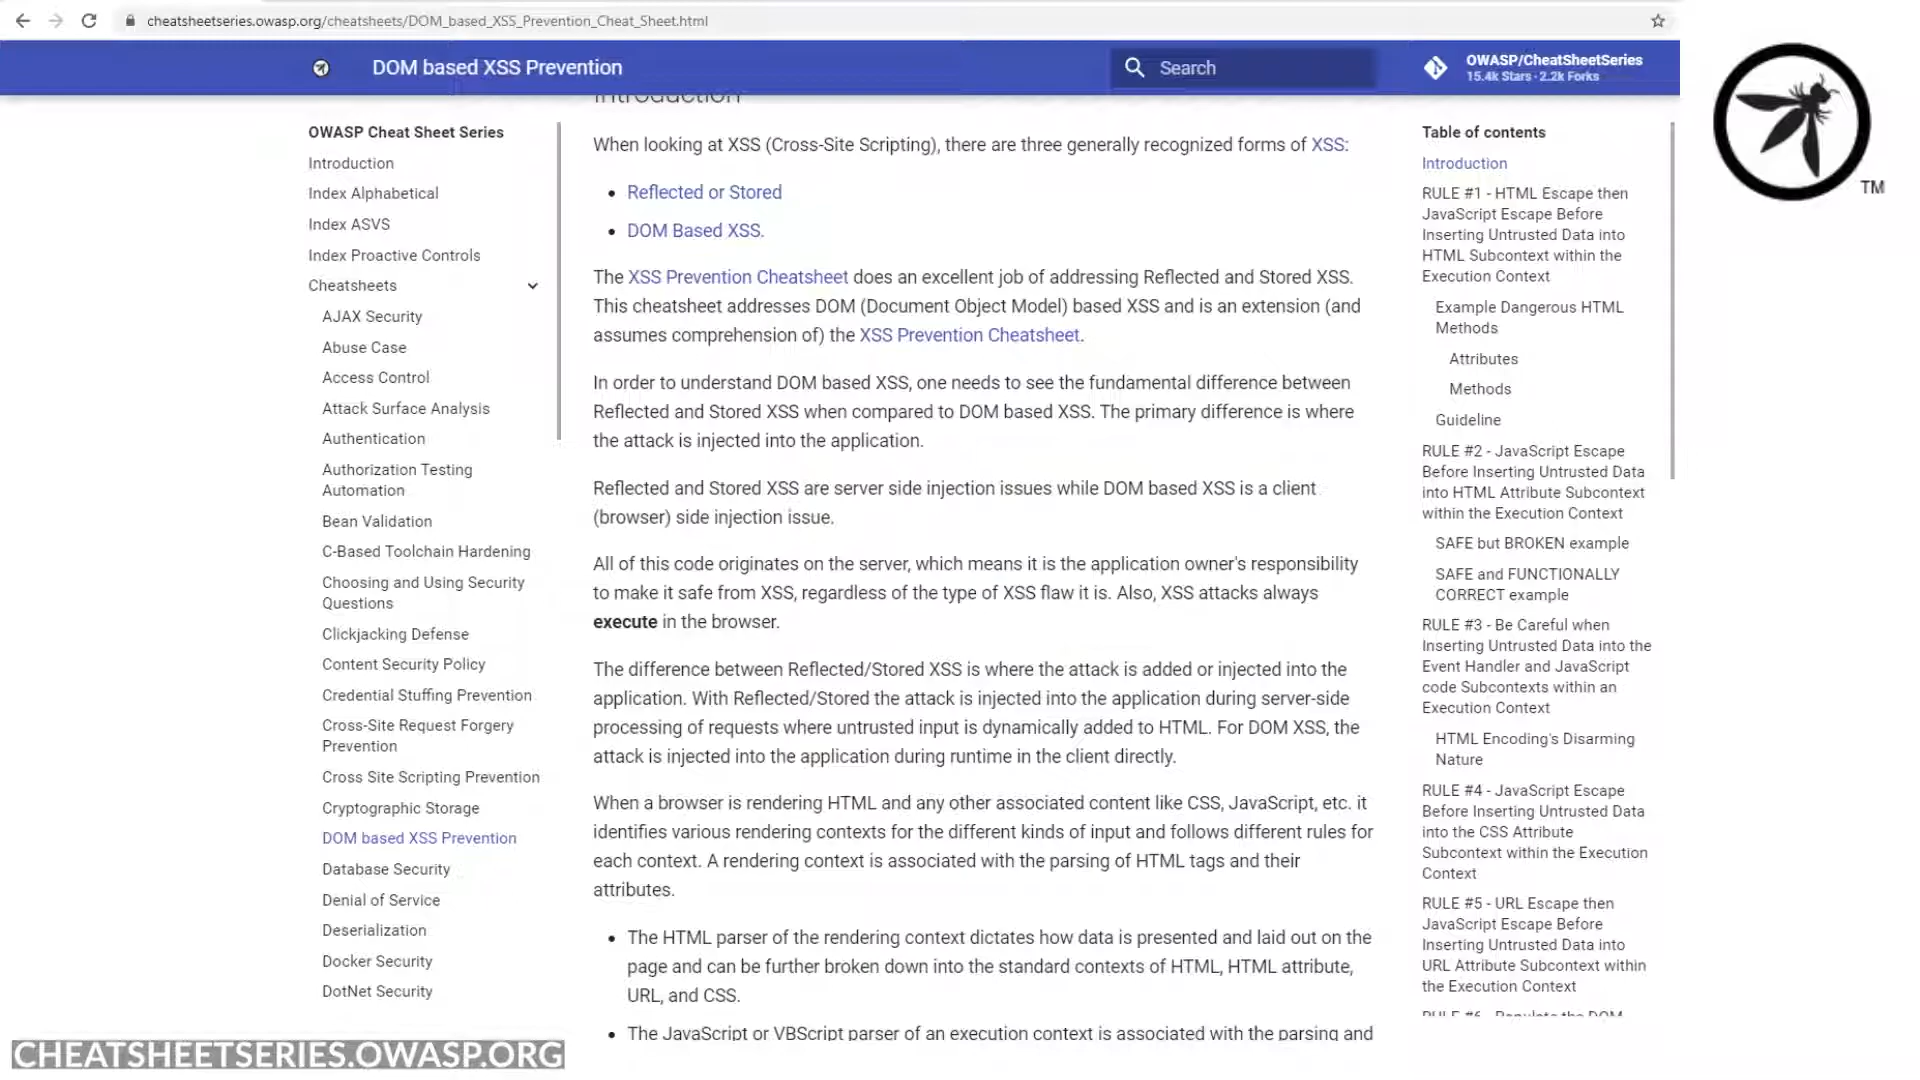 cheatsheetseries.owasp.org/cheatsheets/DOM_based_XSS_Prevention_Cheat_Sheet.html
DOM based XSS Prevention
Search
OWASP/CheatSheetSeries
15.4k Stars · 2.2k Forks
TM
OWASP Cheat Sheet Series
Introduction
Index Alphabetical
Index ASVS
Index Proactive Controls
Cheatsheets
AJAX Security
Abuse Case
Access Control
Attack Surface Analysis
Authentication
Authorization Testing
Automation
Bean Validation
C-Based Toolchain Hardening
Choosing and Using Security
Questions
Clickjacking Defense
Content Security Policy
Credential Stuffing Prevention
Cross-Site Request Forgery
Prevention
Cross Site Scripting Prevention
Cryptographic Storage
DOM based XSS Prevention
Database Security
Denial of Service
Deserialization
Docker Security
DotNet Security
Introduction
When looking at XSS (Cross-Site Scripting), there are three generally recognized forms of XSS:
• Reflected or Stored
• DOM Based XSS.
The XSS Prevention Cheatsheet does an excellent job of addressing Reflected and Stored XSS.
This cheatsheet addresses DOM (Document Object Model) based XSS and is an extension (and
assumes comprehension of) the XSS Prevention Cheatsheet.
In order to understand DOM based XSS, one needs to see the fundamental difference between
Reflected and Stored XSS when compared to DOM based XSS. The primary difference is where
the attack is injected into the application.
Reflected and Stored XSS are server side injection issues while DOM based XSS is a client
(browser) side injection issue.
All of this code originates on the server, which means it is the application owner's responsibility
to make it safe from XSS, regardless of the type of XSS flaw it is. Also, XSS attacks always
execute in the browser.
The difference between Reflected/Stored XSS is where the attack is added or injected into the
application. With Reflected/Stored the attack is injected into the application during server-side
processing of requests where untrusted input is dynamically added to HTML. For DOM XSS, the
attack is injected into the application during runtime in the client directly.
When a browser is rendering HTML and any other associated content like CSS, JavaScript, etc. it
identifies various rendering contexts for the different kinds of input and follows different rules for
each context. A rendering context is associated with the parsing of HTML tags and their
attributes.
• The HTML parser of the rendering context dictates how data is presented and laid out on the
page and can be further broken down into the standard contexts of HTML, HTML attribute,
URL, and CSS.
• The JavaScript or VBScript parser of an execution context is associated with the parsing and
Table of contents
Introduction
RULE #1 - HTML Escape then
JavaScript Escape Before
Inserting Untrusted Data into
HTML Subcontext within the
Execution Context
Example Dangerous HTML
Methods
Attributes
Methods
Guideline
RULE #2 - JavaScript Escape
Before Inserting Untrusted Data
into HTML Attribute Subcontext
within the Execution Context
SAFE but BROKEN example
SAFE and FUNCTIONALLY
CORRECT example
RULE #3 - Be Careful when
Inserting Untrusted Data into the
Event Handler and JavaScript
code Subcontexts within an
Execution Context
HTML Encoding's Disarming
Nature
RULE #4 - JavaScript Escape
Before Inserting Untrusted Data
into the CSS Attribute
Subcontext within the Execution
Context
RULE #5 - URL Escape then
JavaScript Escape Before
Inserting Untrusted Data into
URL Attribute Subcontext within
the Execution Context
RULE #6 - Populate the DOM
CHEATSHEETSERIES.OWASP.ORG